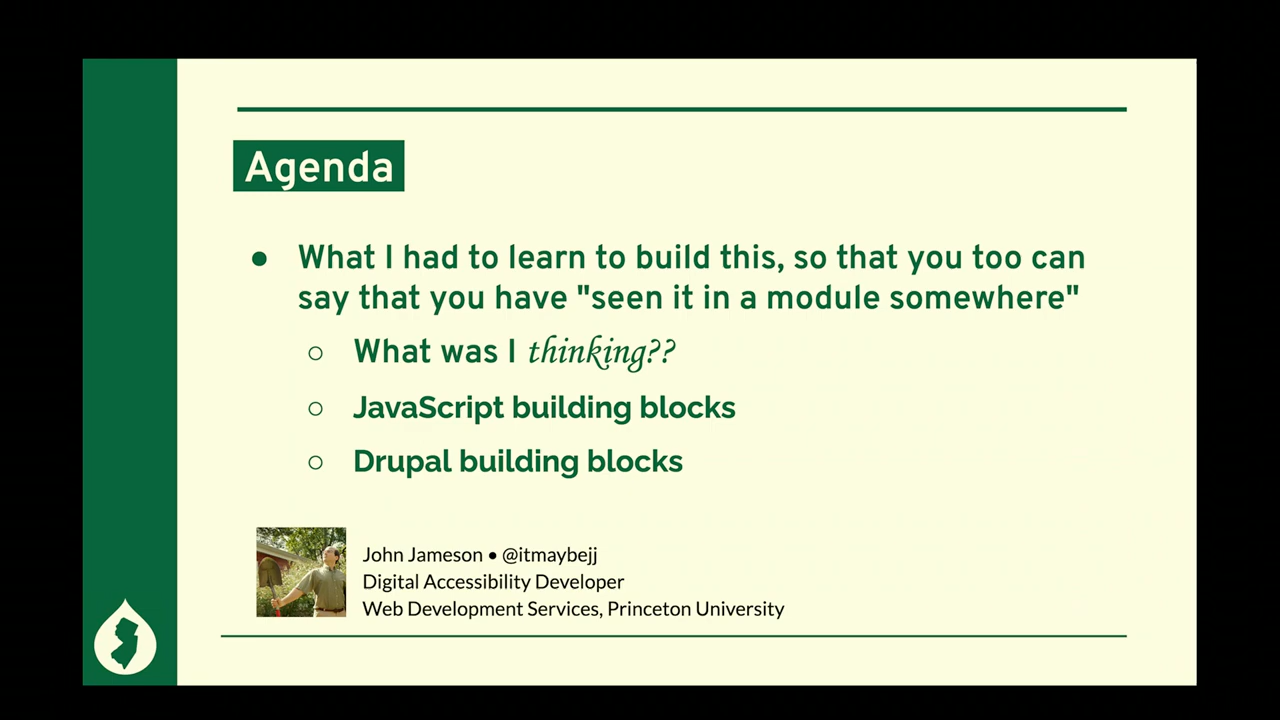 Agenda
● What I had to learn to build this, so that you too can
say that you have "seen it in a module somewhere"
○ What was I thinking??
○ JavaScript building blocks
○ Drupal building blocks
John Jameson • @itmaybejj
Digital Accessibility Developer
Web Development Services, Princeton University